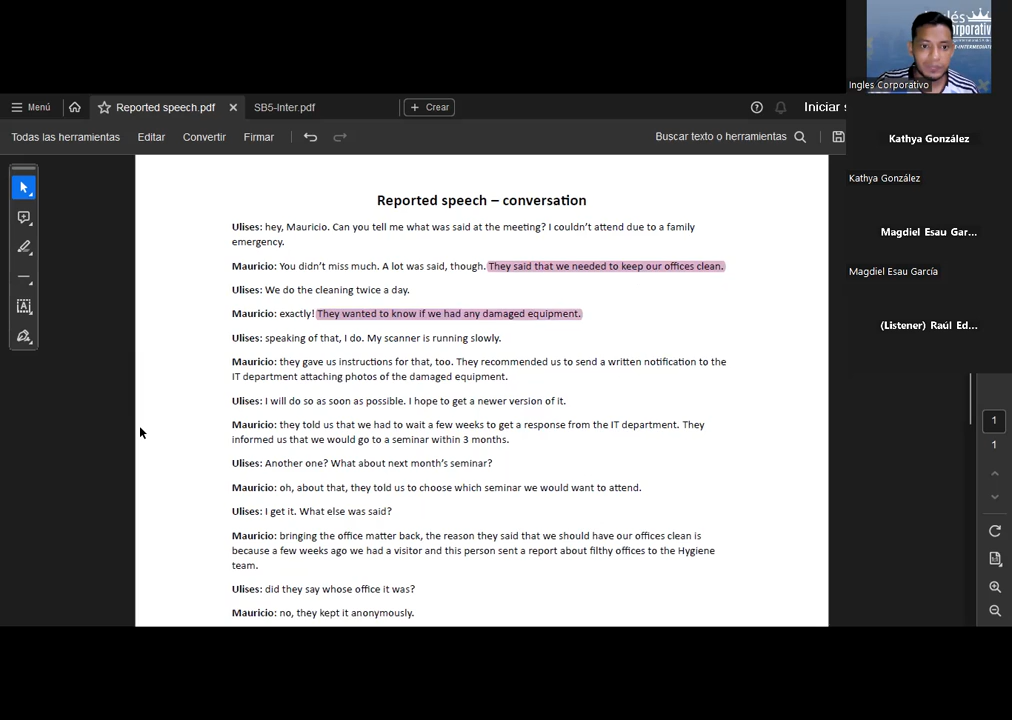 Inglés
Corporativo
E-INTERMEDIATE
Ingles Corporativo
Menú
Reported speech.pdf
SB5-Inter.pdf
Crear
Iniciar s
Todas las herramientas
Editar
Convertir
Firmar
Buscar texto o herramientas
Kathya González
Kathya González
Magdiel Esau Gar...
Magdiel Esau García
(Listener) Raúl Ed...
Reported speech – conversation
Ulises: hey, Mauricio. Can you tell me what was said at the meeting? I couldn't attend due to a family
emergency.
Mauricio: You didn't miss much. A lot was said, though. They said that we needed to keep our offices clean.
Ulises: We do the cleaning twice a day.
Mauricio: exactly! They wanted to know if we had any damaged equipment.
Ulises: speaking of that, I do. My scanner is running slowly.
Mauricio: they gave us instructions for that, too. They recommended us to send a written notification to the
IT department attaching photos of the damaged equipment.
Ulises: I will do so as soon as possible. I hope to get a newer version of it.
Mauricio: they told us that we had to wait a few weeks to get a response from the IT department. They
informed us that we would go to a seminar within 3 months.
Ulises: Another one? What about next month's seminar?
Mauricio: oh, about that, they told us to choose which seminar we would want to attend.
Ulises: I get it. What else was said?
Mauricio: bringing the office matter back, the reason they said that we should have our offices clean is
because a few weeks ago we had a visitor and this person sent a report about filthy offices to the Hygiene
team.
Ulises: did they say whose office it was?
Mauricio: no, they kept it anonymously.
1
1